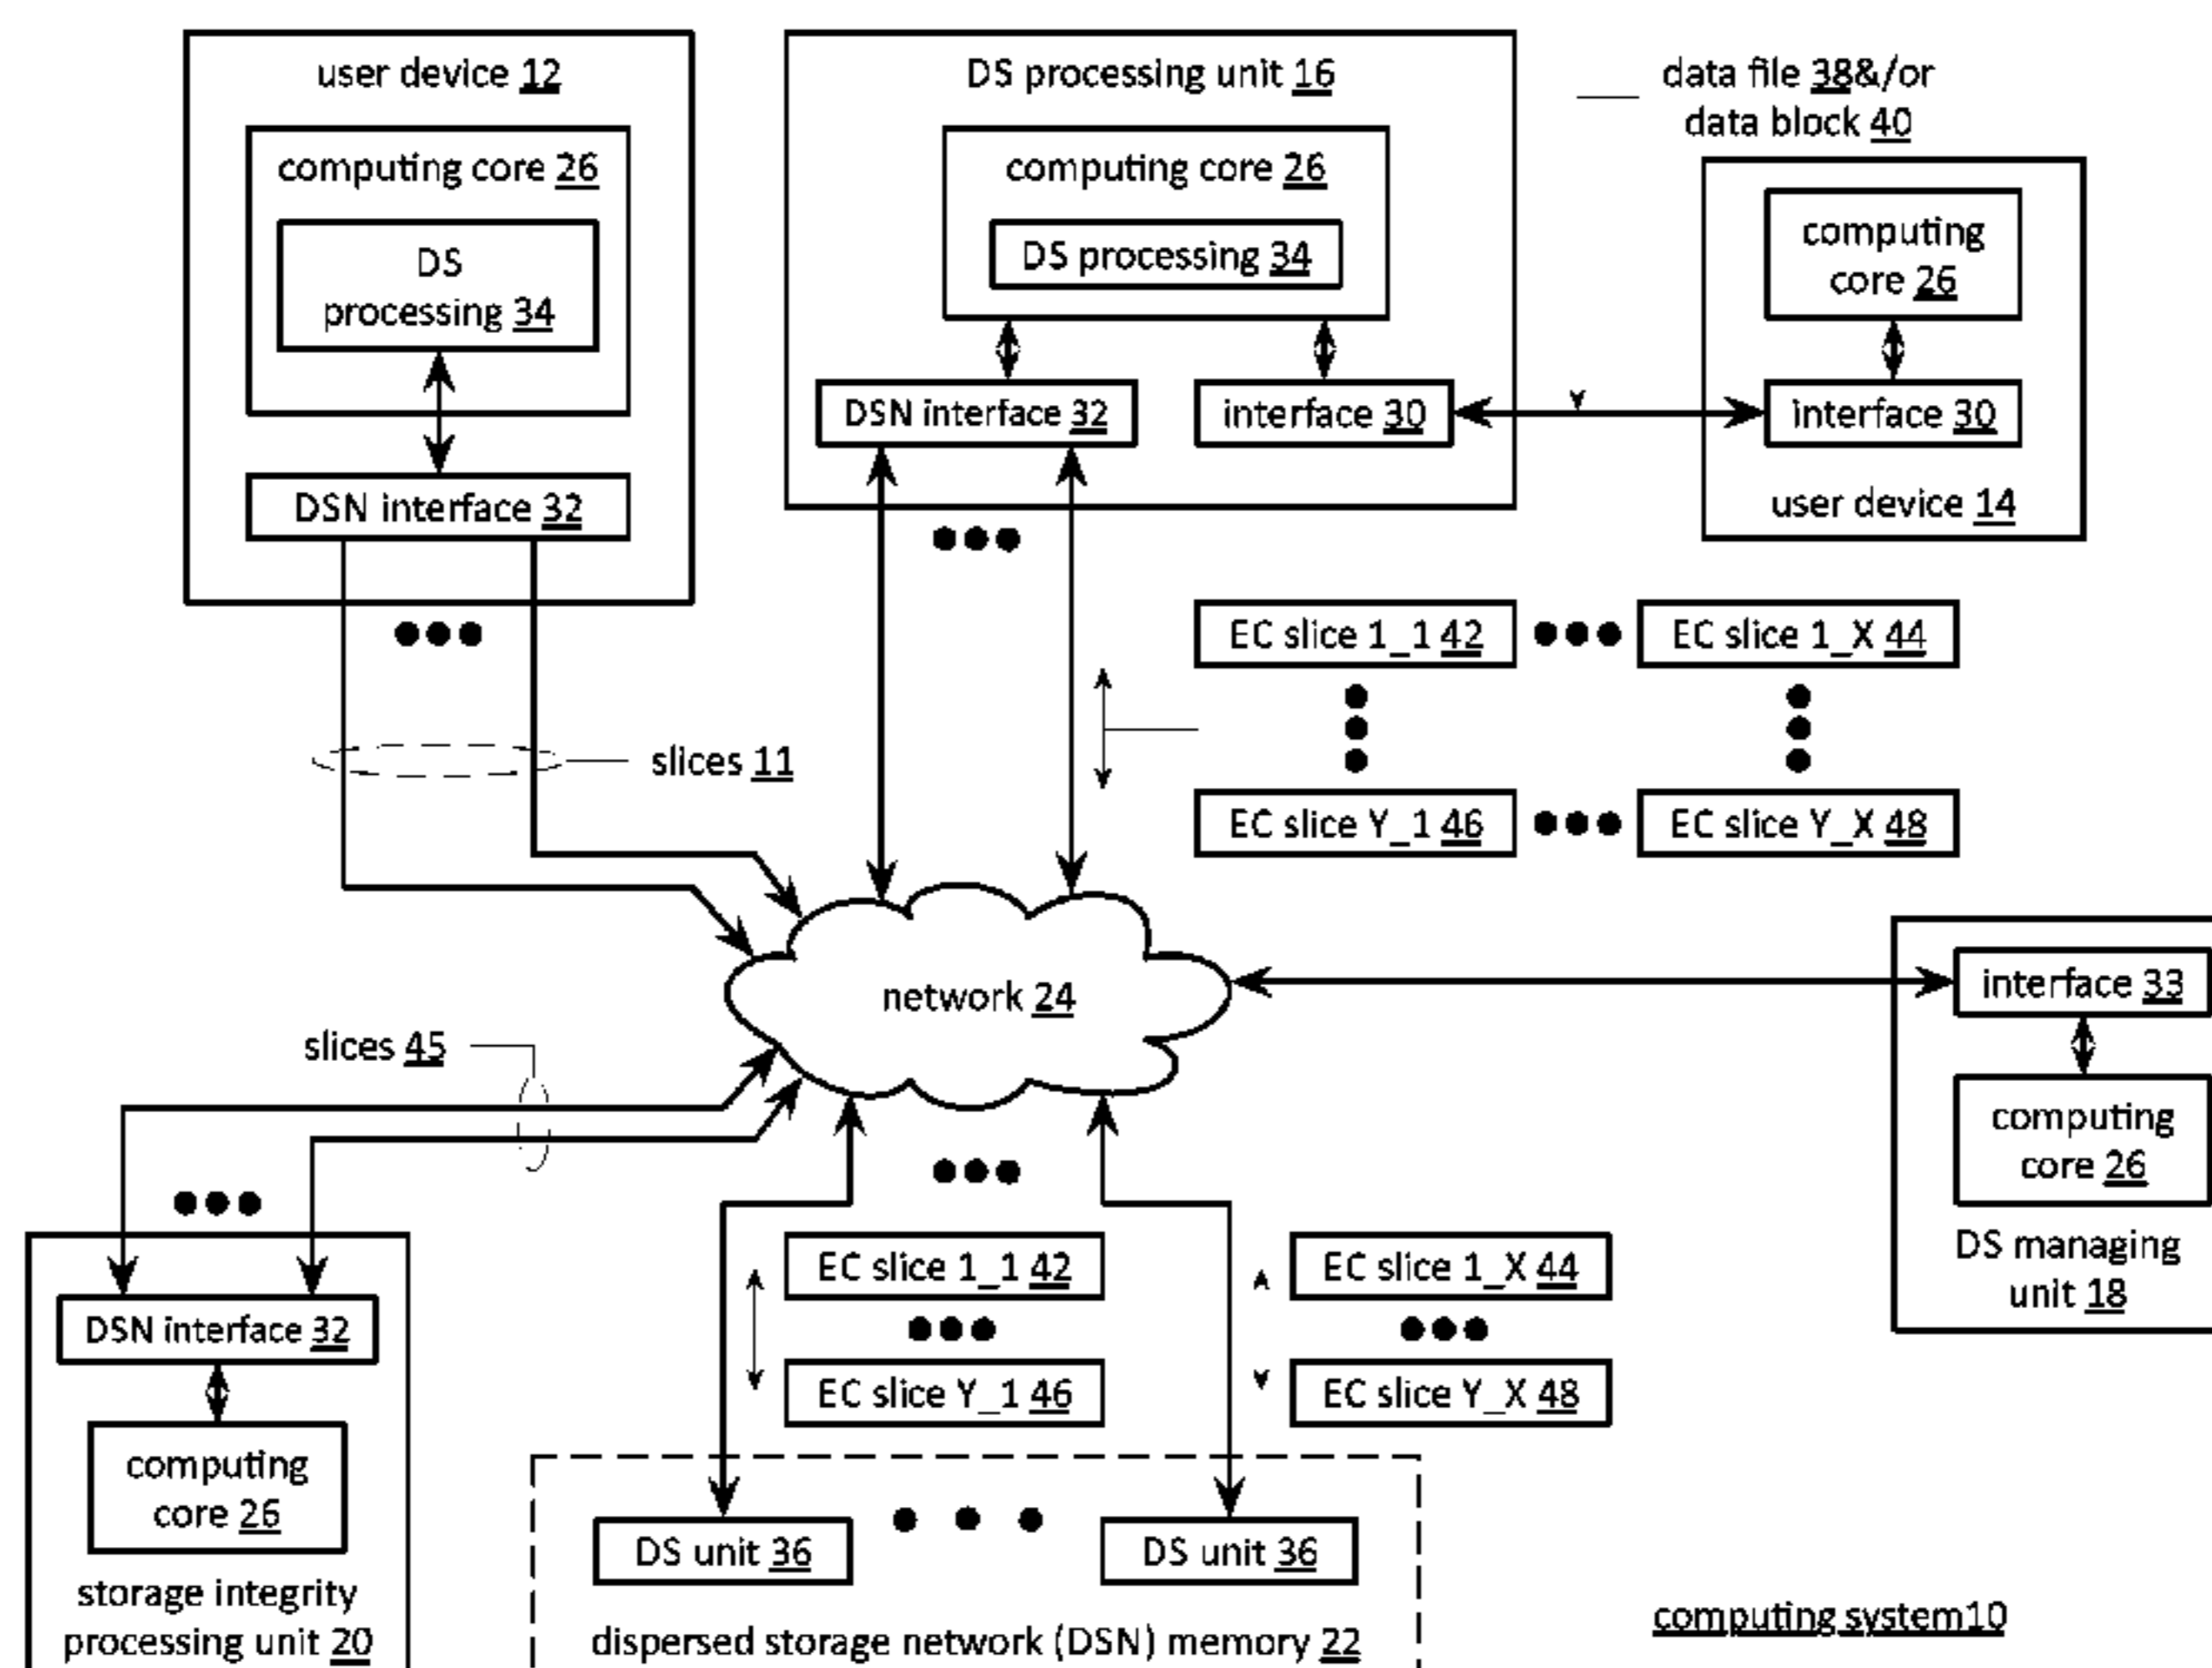 user device 12
computing core 26
DS
processing 34
DSN interface 32
DS processing unit 16
computing core 26
DS processing 34
DSN interface 32
interface 30
data file 38&/or
data block 40
computing
core 26
interface 30
user device 14
EC slice 1_1 42
EC slice 1_X 44
EC slice Y_1 46
EC slice Y_X 48
slices 11
network 24
interface 33
computing
core 26
DS managing
unit 18
slices 45
DSN interface 32
computing
core 26
storage integrity
processing unit 20
EC slice 1_1 42
EC slice Y_1 46
EC slice 1_X 44
EC slice Y_X 48
DS unit 36
DS unit 36
dispersed storage network (DSN) memory 22
computing system10